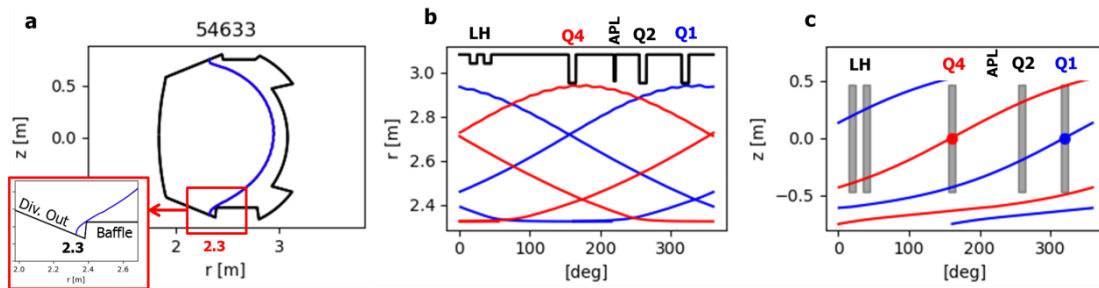 a
54633
z [m]
0.5
0.0
2
3
r [m]
2.3
Div. Out
Baffle
2.3
2.0
2.2
2.4
2.6
r [m]
b
LH
Q4
APL
Q2
Q1
r [m]
3.0
2.8
2.6
2.4
0
100
200
300
[deg]
c
LH
Q4
APL
Q2
Q1
z [m]
0.5
0.0
−0.5
0
100
200
300
[deg]